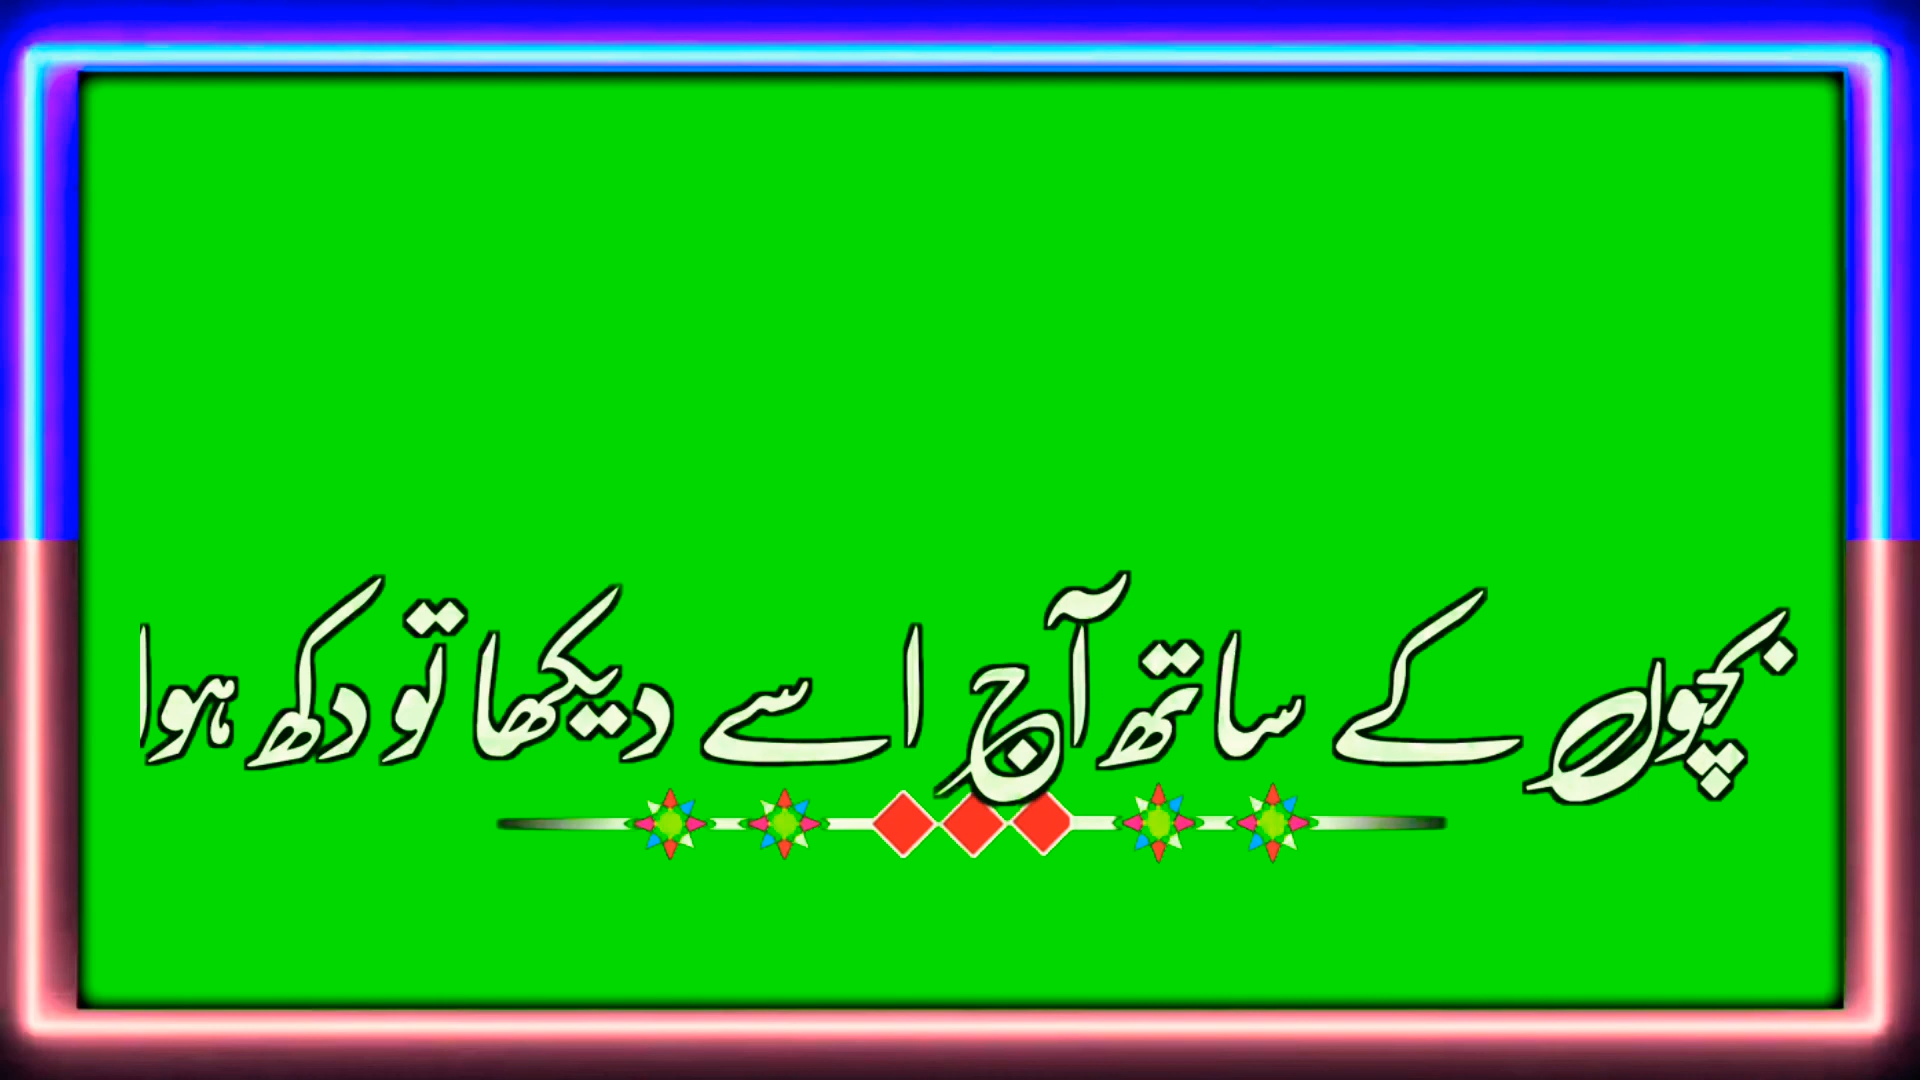 بچوں کے ساتھ آج اسے دیکھا تو دکھ ہوا